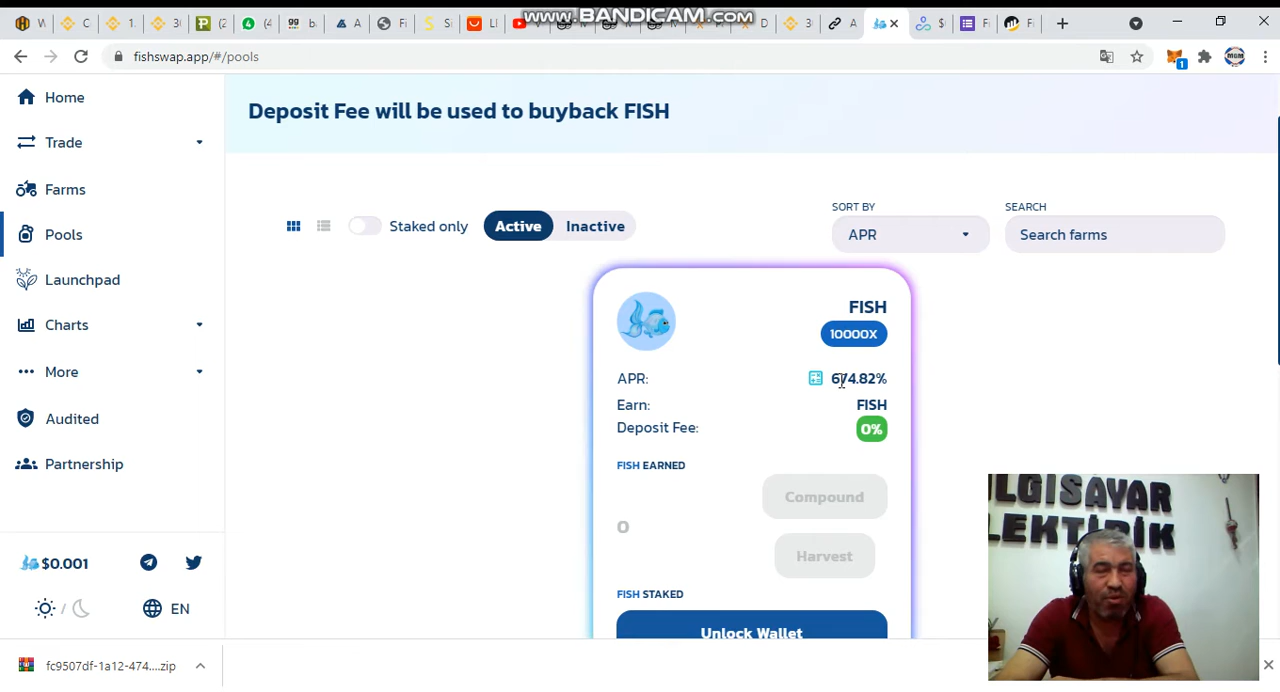 www.BANDICAM.com
fishswap.app/#/pools
1
Home
Trade
Farms
Pools
Launchpad
Charts
More
Audited
Partnership
$0.001
EN
Deposit Fee will be used to buyback FISH
Staked only
Active
Inactive
SORT BY
APR
SEARCH
Search farms
FISH
10000X
APR:
674.82%
Earn:
FISH
Deposit Fee:
0%
FISH EARNED
0
Compound
Harvest
FISH STAKED
Unlock Wallet
fc9507df-1a12-474....zip
ILGISAYAR
LEKTIRIK